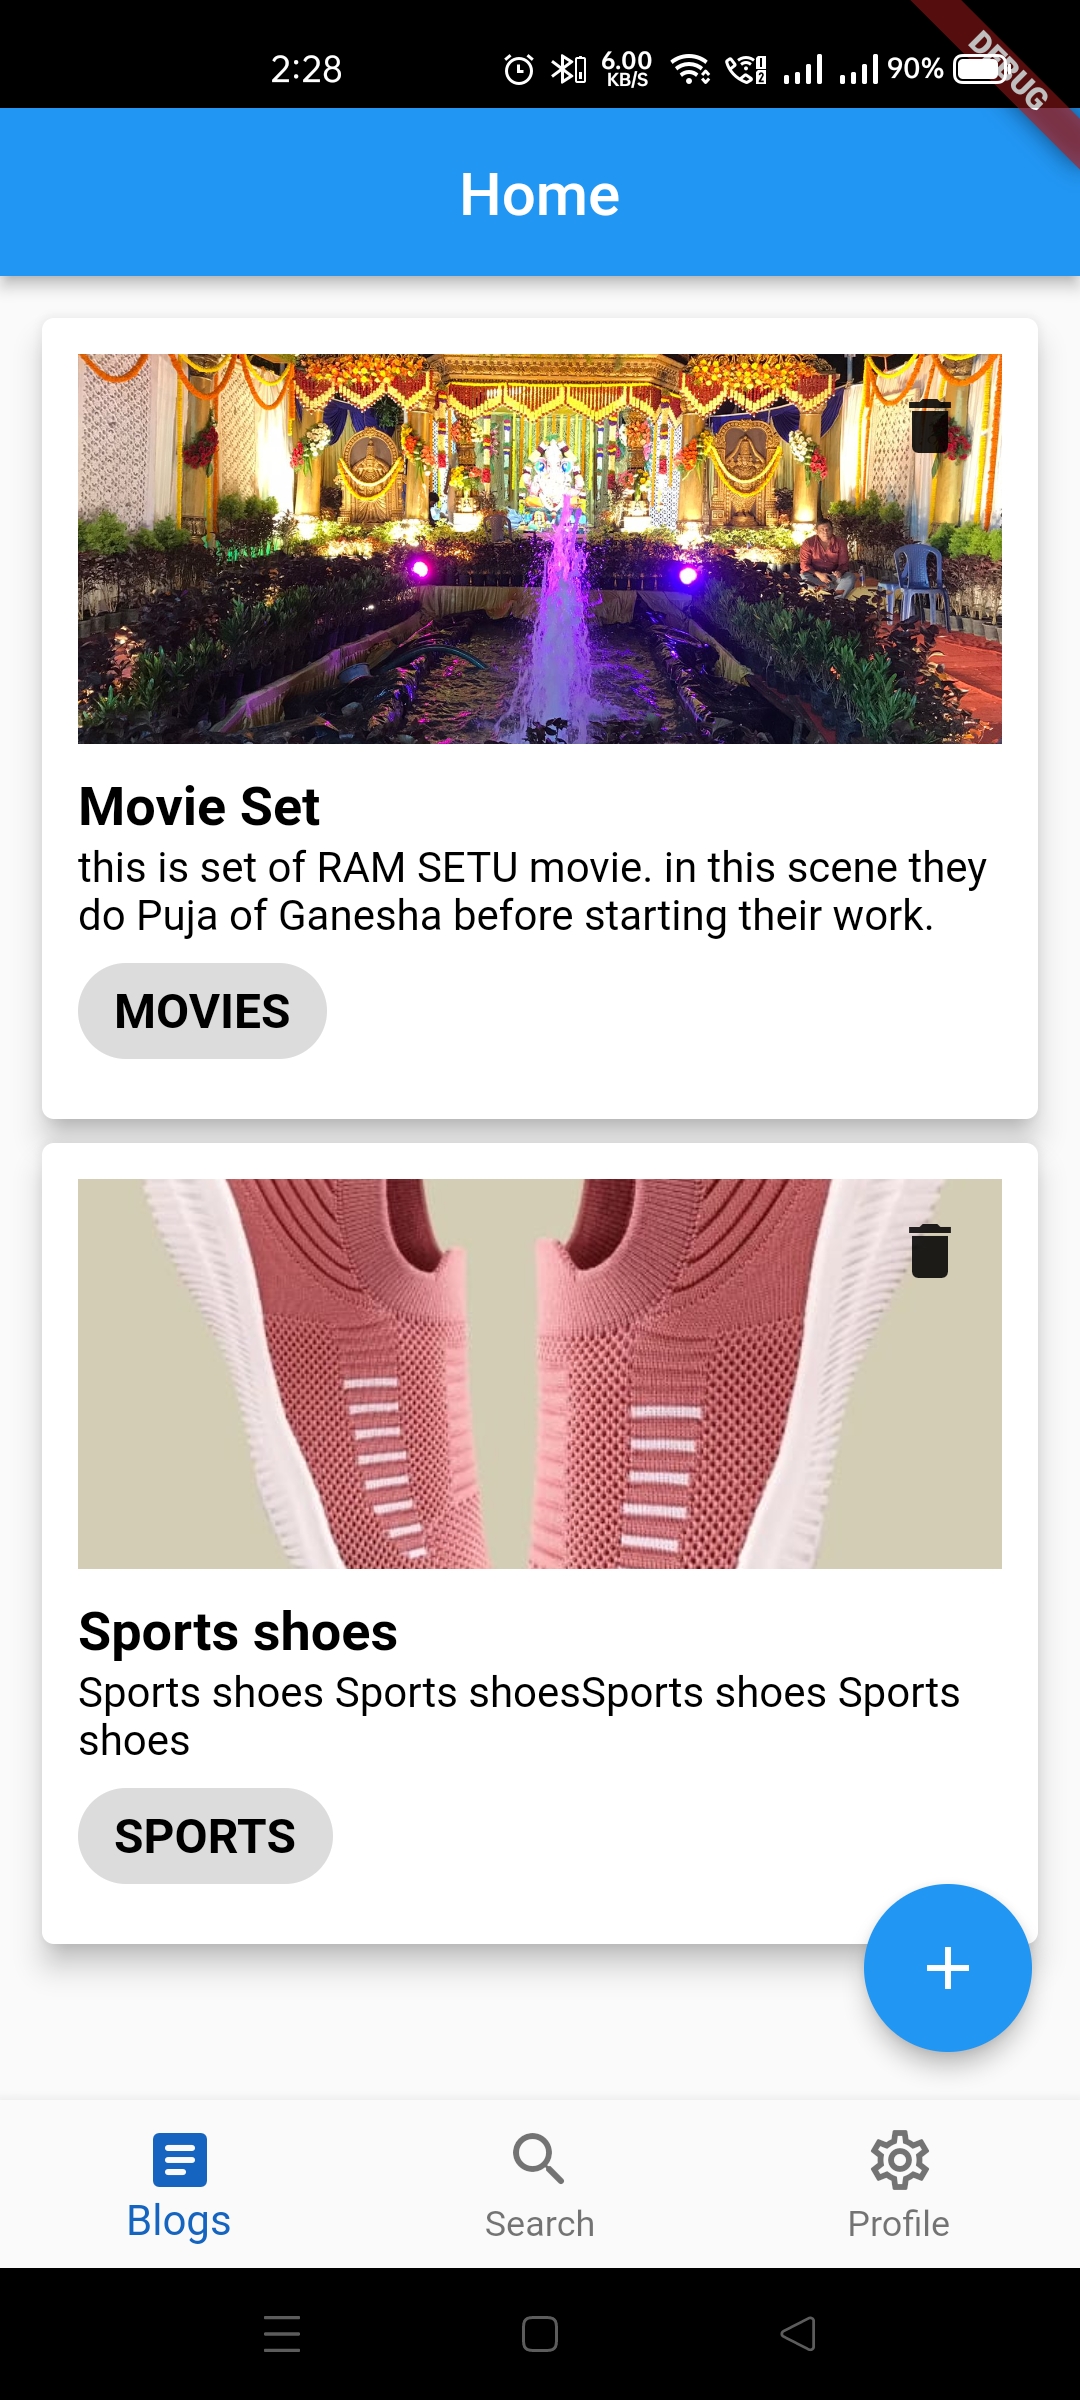 2:28
6.00
KB/S
1
2
90%
DEBUG
Home
Movie Set
this is set of RAM SETU movie. in this scene they
do Puja of Ganesha before starting their work.
MOVIES
Sports shoes
Sports shoes Sports shoesSports shoes Sports
shoes
SPORTS
Blogs
Search
Profile